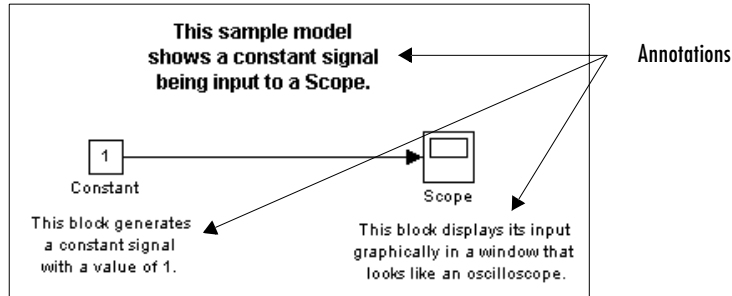 This sample model
shows a constant signal
being input to a Scope.
Annotations
1
Constant
Scope
This block generates
a constant signal
with a value of 1.
This block displays its input
graphically in a window that
looks like an oscilloscope.